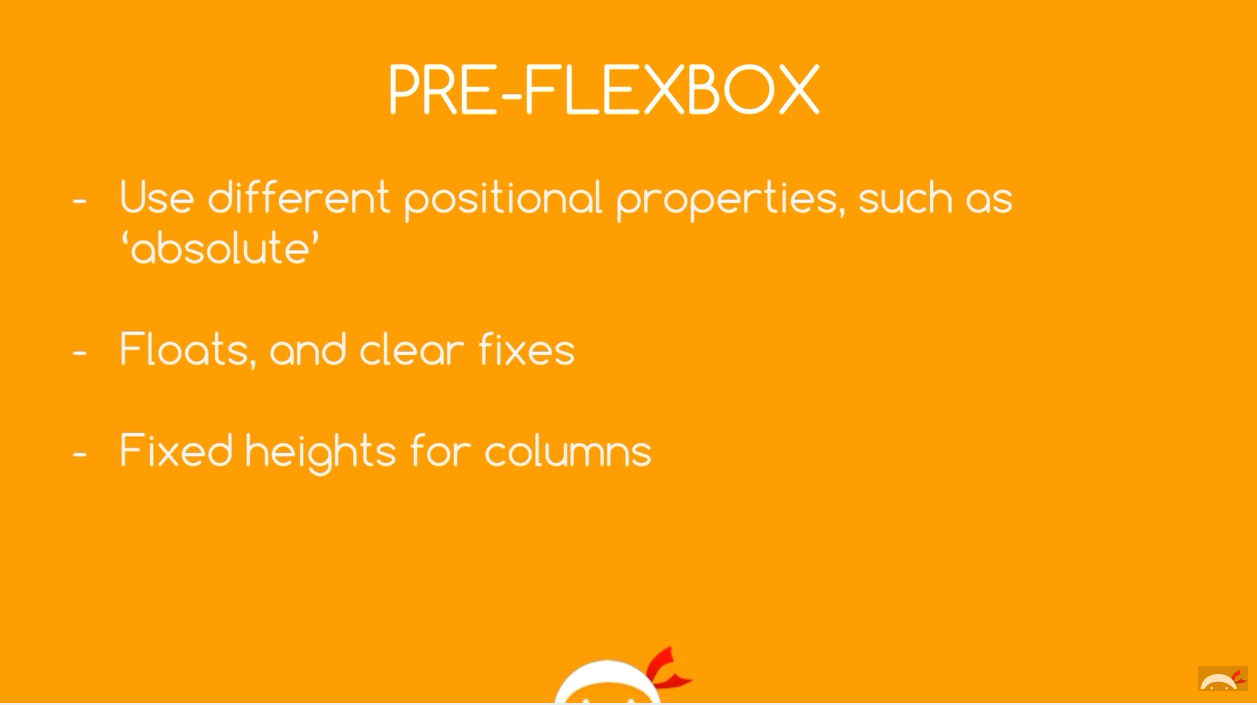 PRE-FLEXBOX
- Use different positional properties, such as
‘absolute’
- Floats, and clear fixes
- Fixed heights for columns